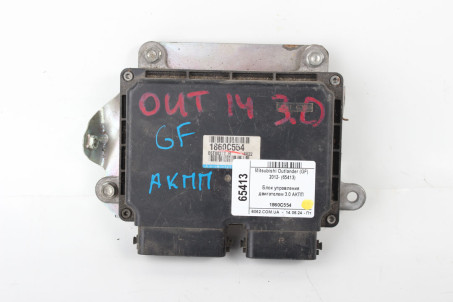 OUT 14 3.0
GF
1860C554
АКПП
65413
Mitsubishi Outlander (GF)
2012- (65413)
Блок управления
двигателем 3.0 АКПП
1860C554